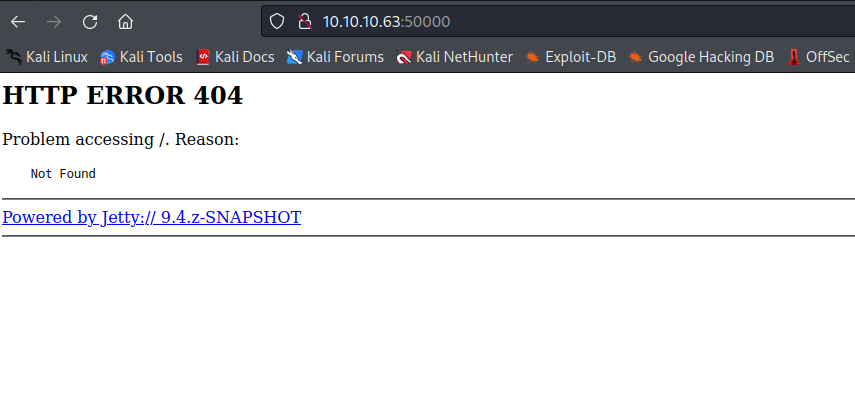 10.10.10.63:50000
Kali Linux Kali Tools Kali Docs Kali Forums Kali NetHunter Exploit-DB Google Hacking DB OffSec
HTTP ERROR 404
Problem accessing /. Reason:
Not Found
Powered by Jetty:// 9.4.z-SNAPSHOT